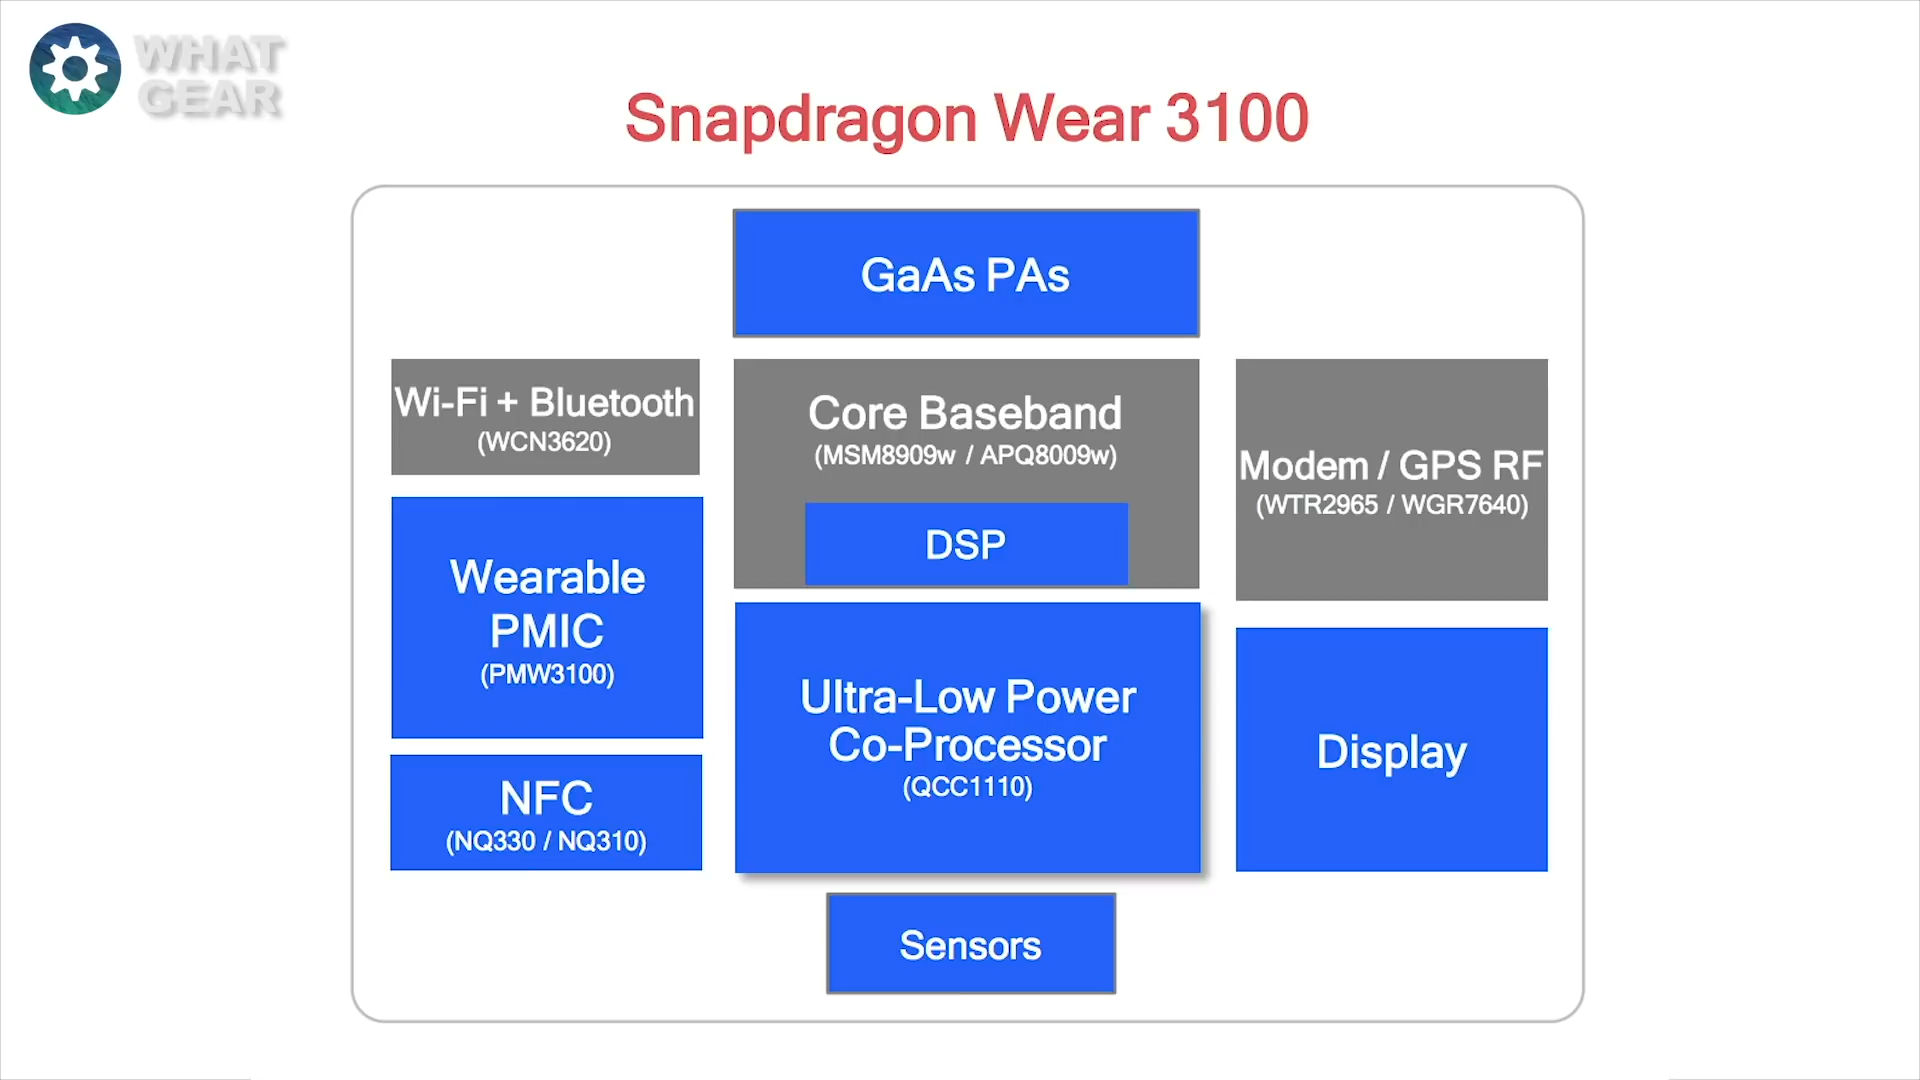 WHAT
GEAR
Snapdragon Wear 3100
GaAs PAs
Wi-Fi + Bluetooth
(WCN3620)
Core Baseband
(MSM8909w / APQ8009w)
DSP
Modem / GPS RF
(WTR2965 / WGR7640)
Wearable
PMIC
(PMW3100)
Ultra-Low Power
Co-Processor
(QCC1110)
Display
NFC
(NQ330 / NQ310)
Sensors